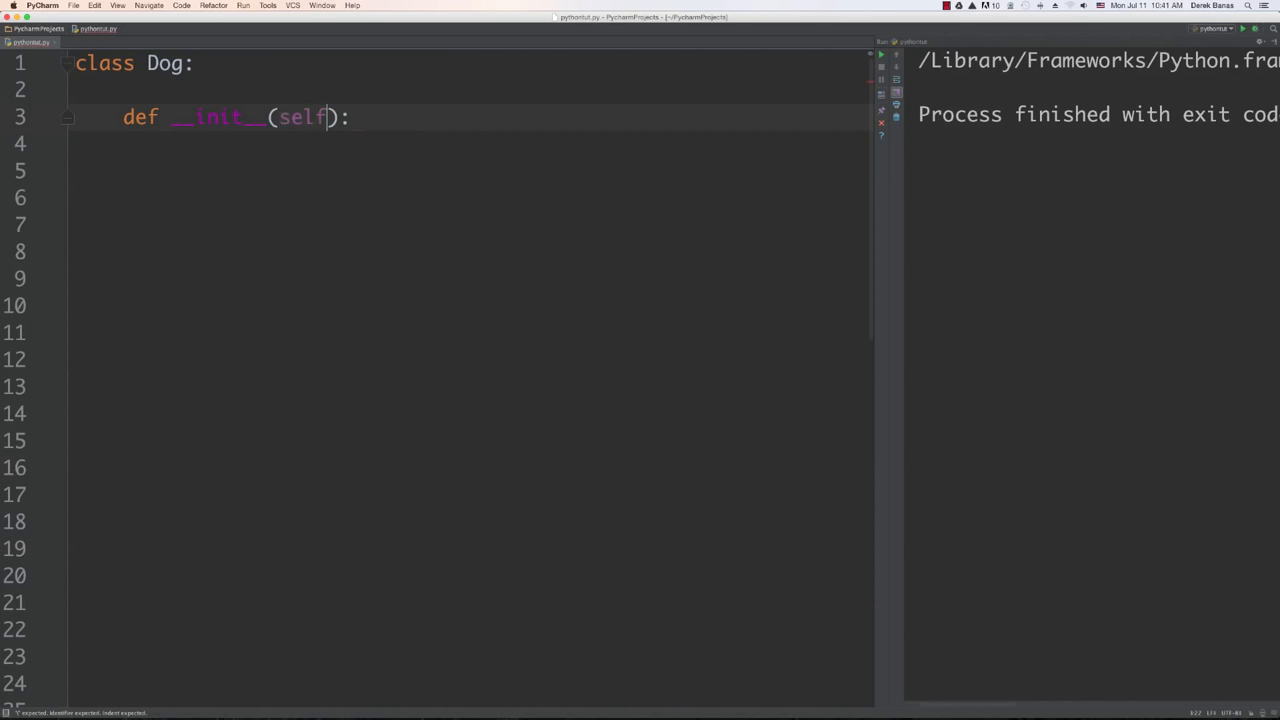 PyCharm File Edit View Navigate Code Refactor Run Tools VCS Window Help
10 Mon Jul 11 10:41 AM Derek Banas
pythontut.py - PycharmProjects - [~/PycharmProjects]
PycharmProjects pythontut.py
pythontut
pythontut.py
Run: pythontut
1 class Dog:
2
3 def __init__(self):
4
5
6
7
8
9
10
11
12
13
14
15
16
17
18
19
20
21
22
23
24
/Library/Frameworks/Python.fra
Process finished with exit cod
'(' expected. Identifier expected. Indent expected.
3:22 LF÷ UTF-8÷